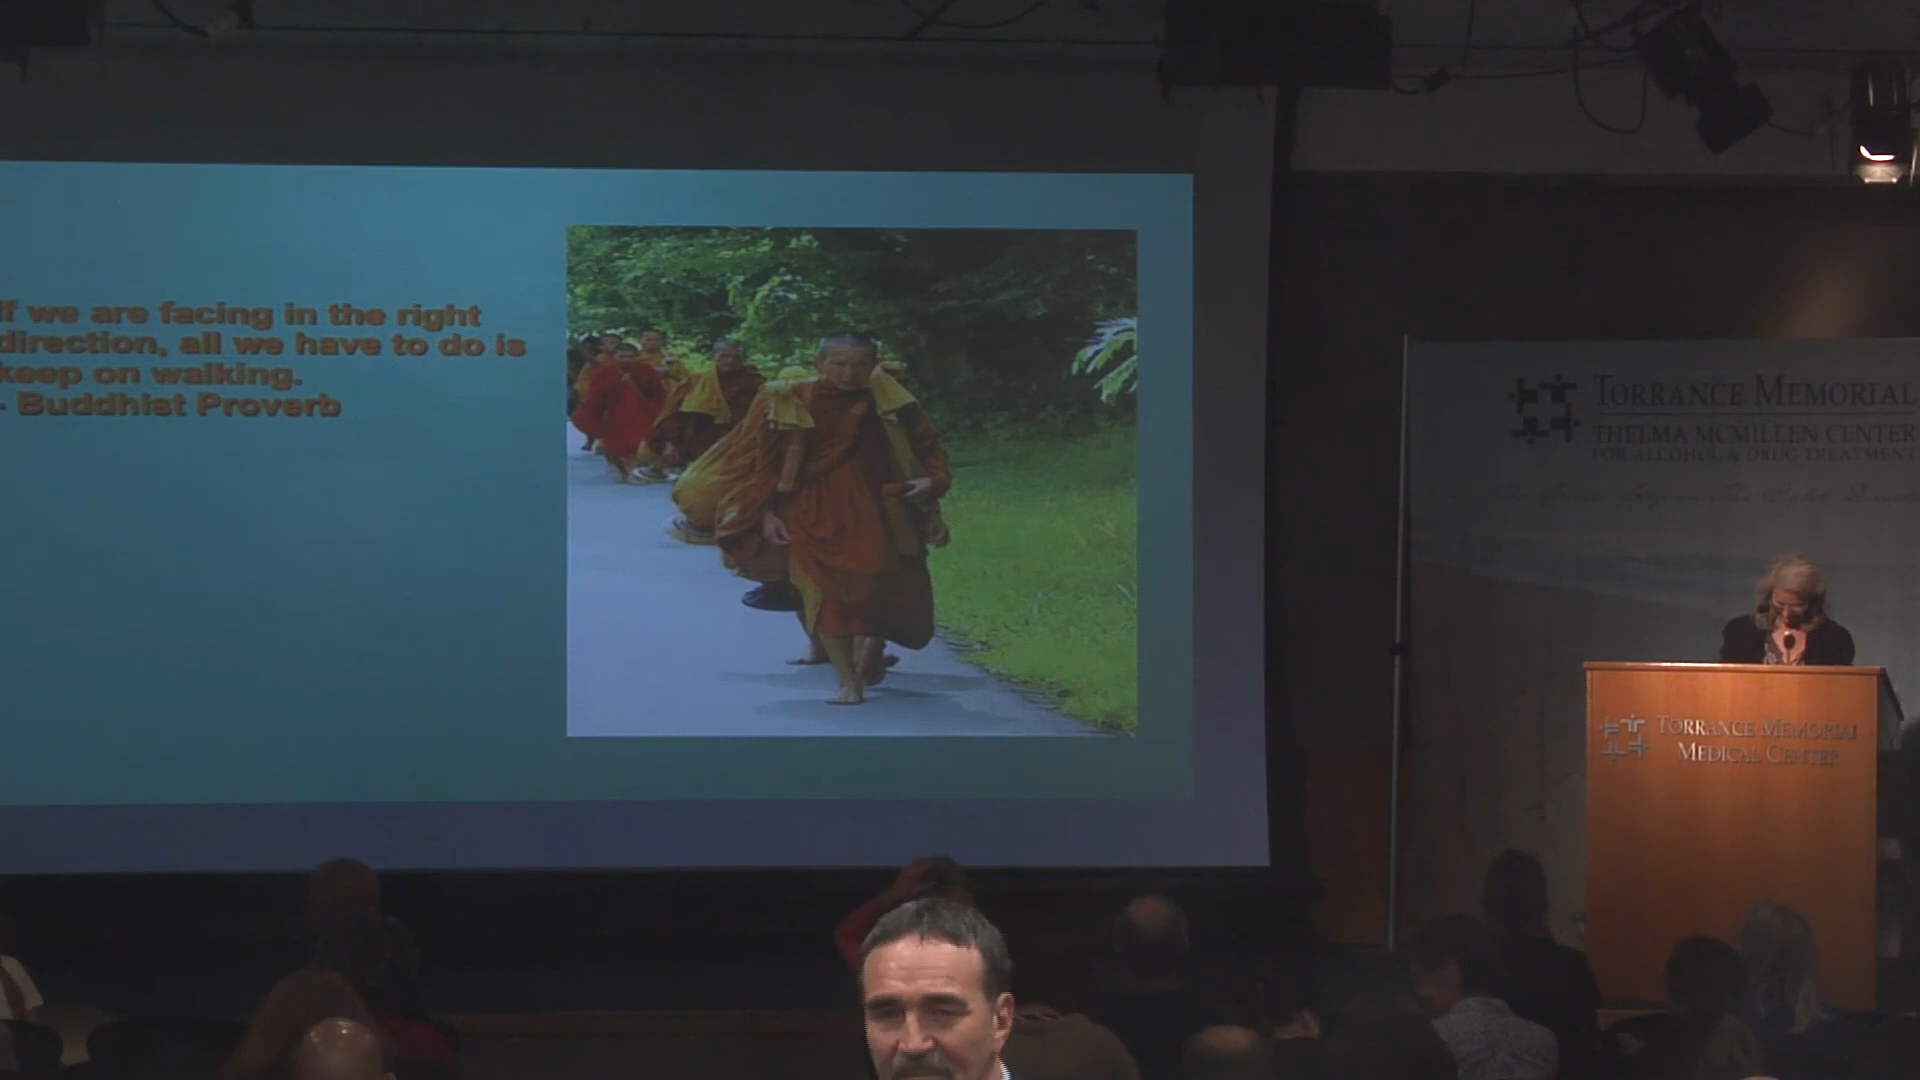 If we are facing in the right
direction, all we have to do is
keep on walking.
- Buddhist Proverb
TORRANCE MEMORIAL
THELMA MCMILLEN CENTER
FOR ALCOHOL & DRUG TREATMENT
TORRANCE MEMORIAL
MEDICAL CENTER